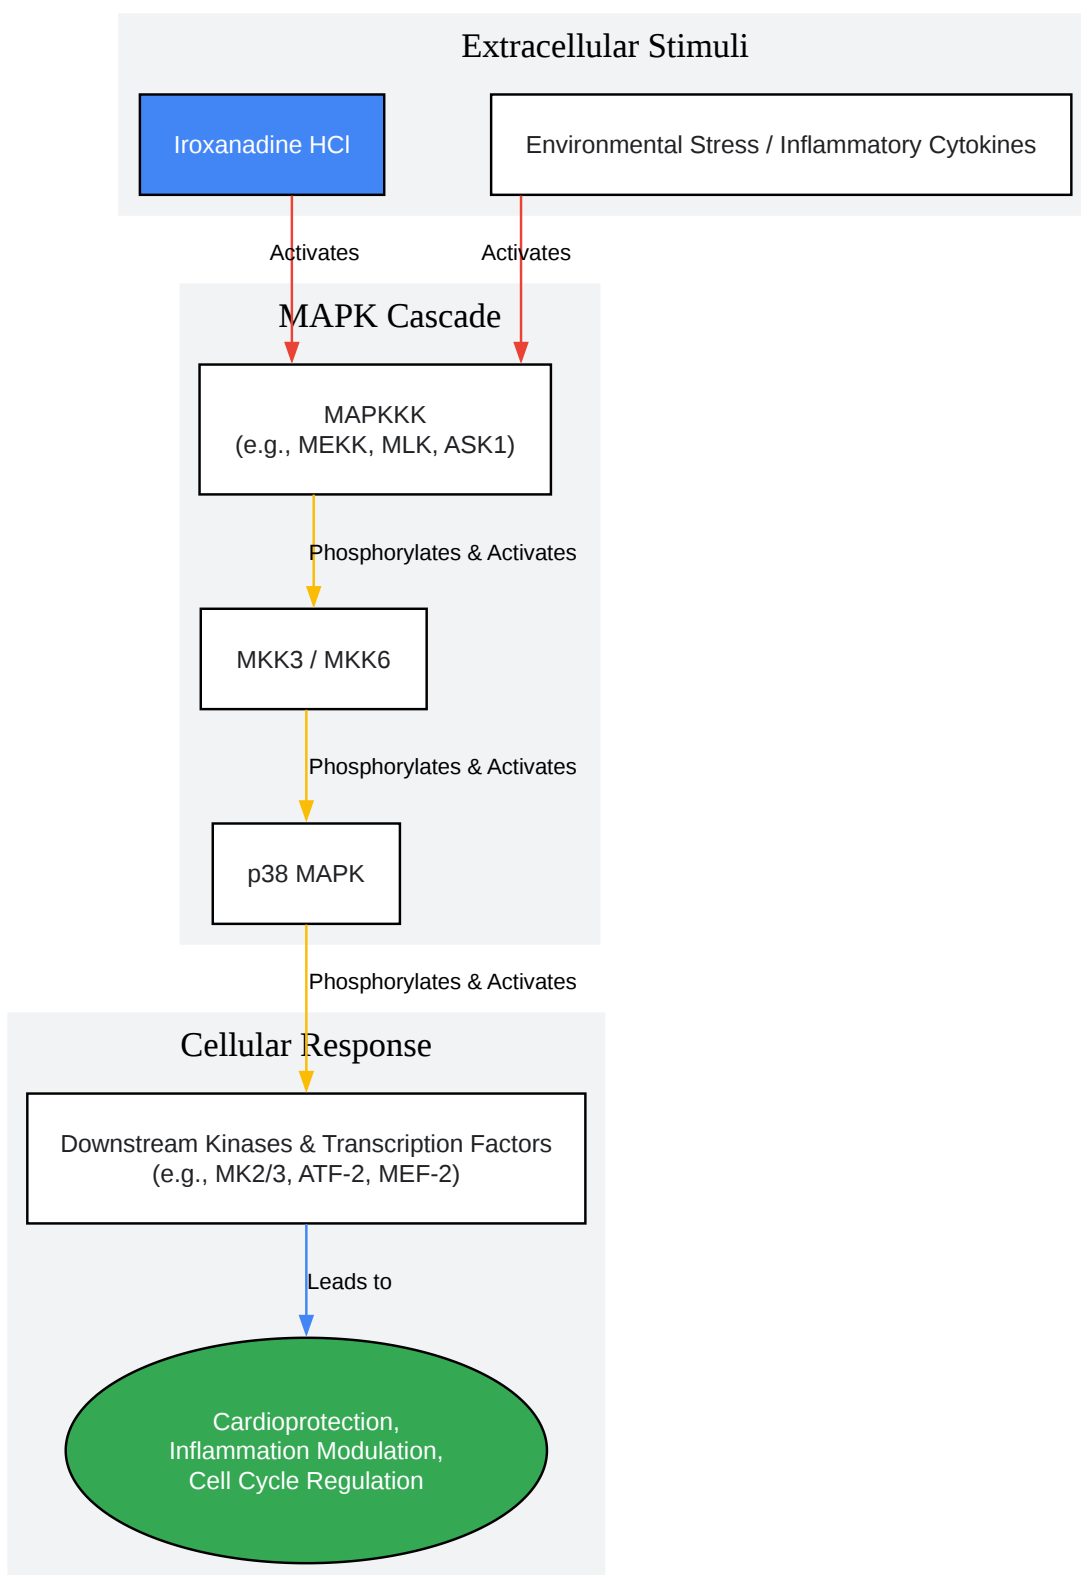 Extracellular Stimuli
Iroxanadine HCl
Environmental Stress / Inflammatory Cytokines
Activates
Activates
MAPK Cascade
MAPKKK
(e.g., MEKK, MLK, ASK1)
Phosphorylates & Activates
MKK3 / MKK6
Phosphorylates & Activates
p38 MAPK
Phosphorylates & Activates
Cellular Response
Downstream Kinases & Transcription Factors
(e.g., MK2/3, ATF-2, MEF-2)
Leads to
Cardioprotection,
Inflammation Modulation,
Cell Cycle Regulation